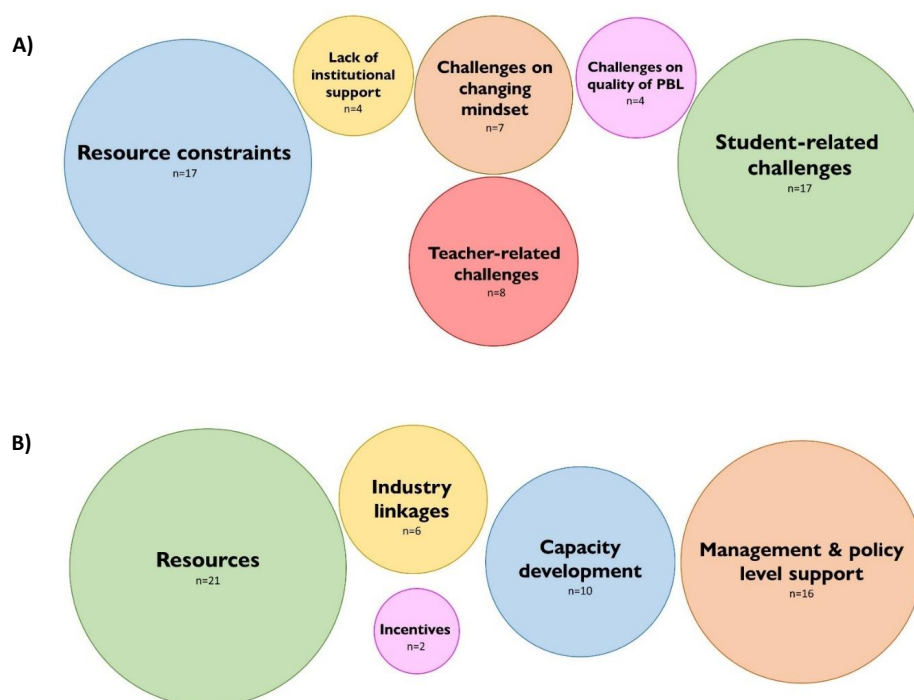 A)
Resource constraints
n=17
Lack of
institutional
support
n=4
Challenges on
changing
mindset
n=7
Challenges on
quality of PBL
n=4
Student-related
challenges
n=17
Teacher-related
challenges
n=8
B)
Resources
n=21
Industry
linkages
n=6
Incentives
n=2
Capacity
development
n=10
Management & policy
level support
n=16